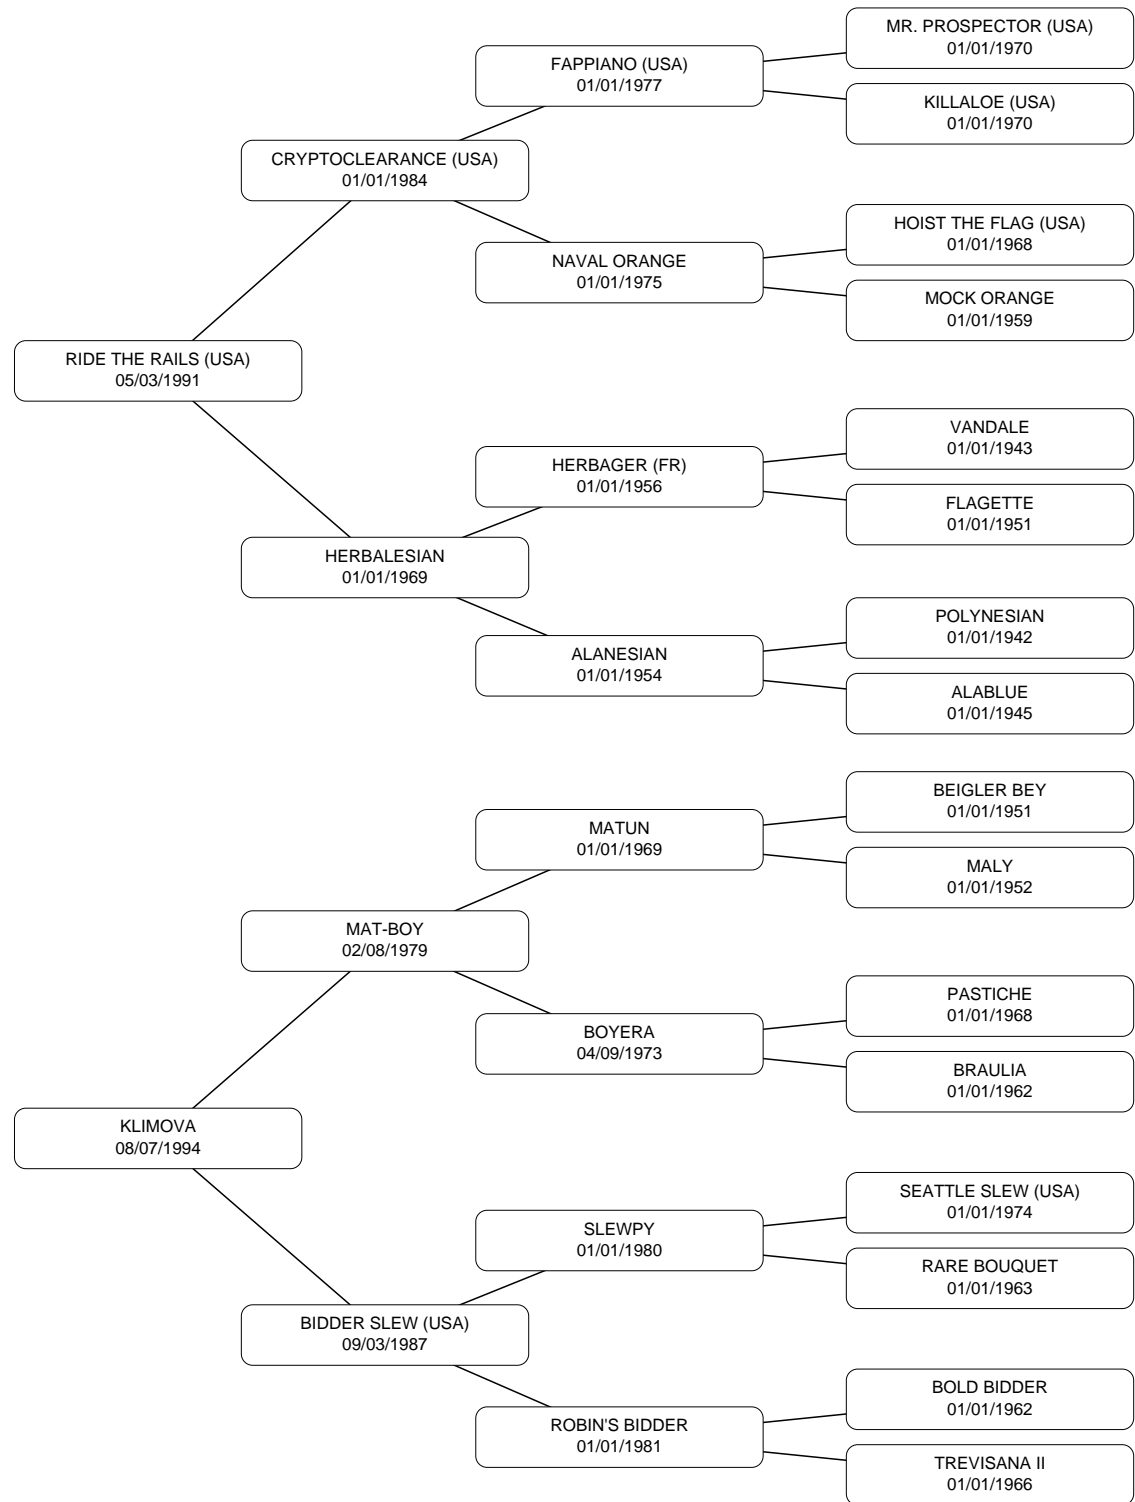 MR. PROSPECTOR (USA)
01/01/1970
FAPPIANO (USA)
01/01/1977
KILLALOE (USA)
01/01/1970
CRYPTOCLEARANCE (USA)
01/01/1984
HOIST THE FLAG (USA)
01/01/1968
NAVAL ORANGE
01/01/1975
MOCK ORANGE
01/01/1959
RIDE THE RAILS (USA)
05/03/1991
VANDALE
01/01/1943
HERBAGER (FR)
01/01/1956
FLAGETTE
01/01/1951
HERBALESIAN
01/01/1969
POLYNESIAN
01/01/1942
ALANESIAN
01/01/1954
ALABLUE
01/01/1945
BEIGLER BEY
01/01/1951
MATUN
01/01/1969
MALY
01/01/1952
MAT-BOY
02/08/1979
PASTICHE
01/01/1968
BOYERA
04/09/1973
BRAULIA
01/01/1962
KLIMOVA
08/07/1994
SEATTLE SLEW (USA)
01/01/1974
SLEWPY
01/01/1980
RARE BOUQUET
01/01/1963
BIDDER SLEW (USA)
09/03/1987
BOLD BIDDER
01/01/1962
ROBIN'S BIDDER
01/01/1981
TREVISANA II
01/01/1966